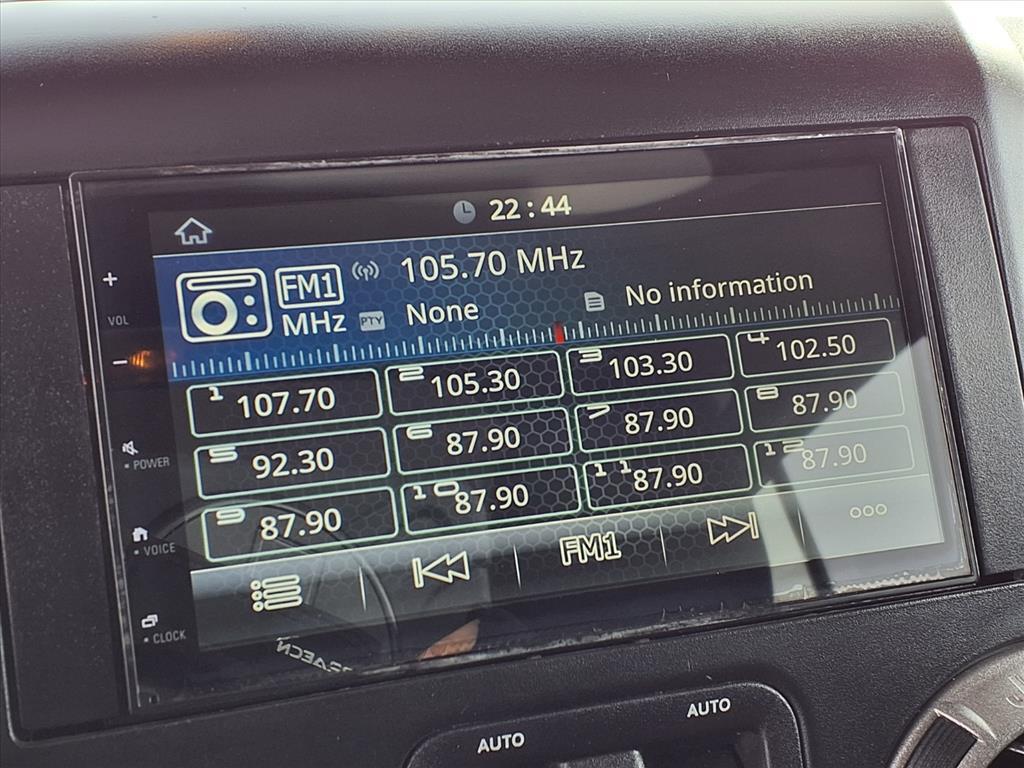 22 : 44
FM1
105.70 MHz
MHz
PTY
None
No information
+
VOL
−
1 107.70
2 105.30
3 103.30
4 102.50
5 92.30
6 87.90
7 87.90
8 87.90
9 87.90
10 87.90
11 87.90
12 87.90
POWER
VOICE
CLOCK
FM1
AUTO
AUTO